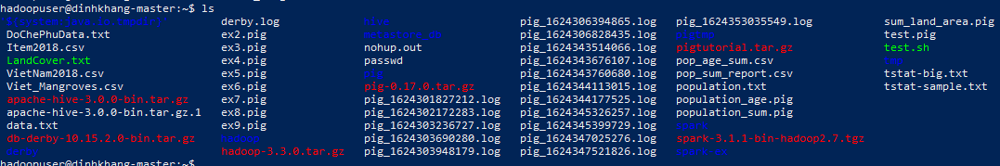 hadoopuser@dinhkhang-master:~$ ls
'${system:java.io.tmpdir}' derby.log hive pig_1624306394865.log pig_1624353035549.log sum_land_area.pig
DoChePhuData.txt ex2.pig metastore_db pig_1624306828435.log pigtmp test.pig
Item2018.csv ex3.pig nohup.out pig_1624343514066.log pigtutorial.tar.gz test.sh
LandCover.txt ex4.pig passwd pig_1624343676107.log pop_age_sum.csv tmp
VietNam2018.csv ex5.pig pig pig_1624343760680.log pop_sum_report.csv tstat-big.txt
Viet_Mangroves.csv ex6.pig pig-0.17.0.tar.gz pig_1624344113015.log population.txt tstat-sample.txt
apache-hive-3.0.0-bin.tar.gz ex7.pig pig_1624301827212.log pig_1624344177525.log population_age.pig
apache-hive-3.0.0-bin.tar.gz.1 ex8.pig pig_1624302172283.log pig_1624345326257.log population_sum.pig
data.txt ex9.pig pig_1624303236727.log pig_1624345399729.log spark
db-derby-10.15.2.0-bin.tar.gz hadoop pig_1624303690280.log pig_1624347025276.log spark-3.1.1-bin-hadoop2.7.tgz
derby hadoop-3.3.0.tar.gz pig_1624303948179.log pig_1624347521826.log
hadoopuser@dinhkhang-master:~$